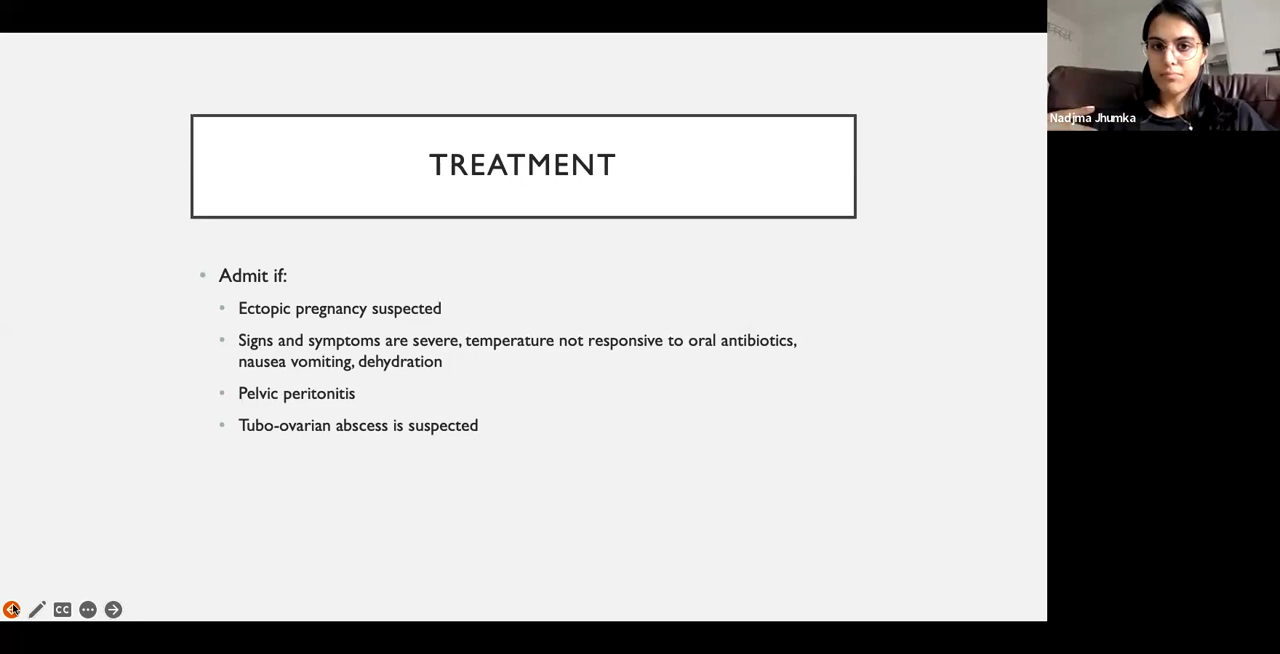 TREATMENT
Admit if:
Ectopic pregnancy suspected
Signs and symptoms are severe, temperature not responsive to oral antibiotics,
nausea vomiting, dehydration
Pelvic peritonitis
Tubo-ovarian abscess is suspected
CC
Nadjma Jhumka